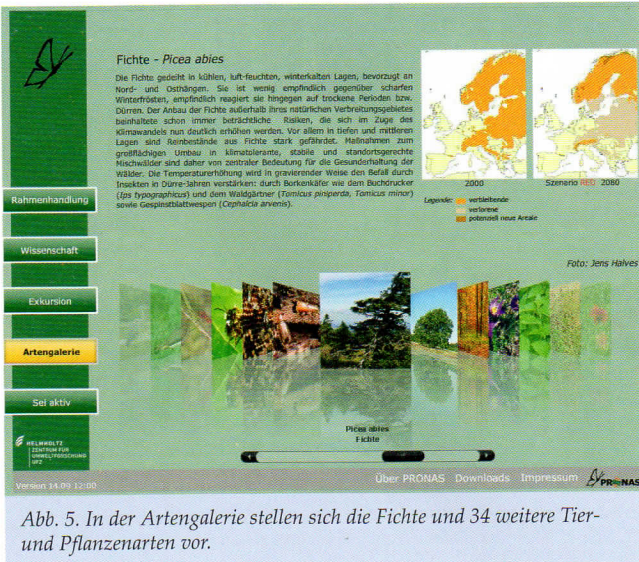 Fichte - Picea abies
Die Fichte gedeiht in kühlen, luft-feuchten, winterkalten Lagen, bevorzugt an
Nord- und Osthängen. Sie ist wenig empfindlich gegenüber scharfen
Winterfrösten, empfindlich reagiert sie hingegen auf trockene Perioden bzw.
Dürren. Der Anbau der Fichte außerhalb ihres natürlichen Verbreitungsgebietes
beinhaltete schon immer beträchtliche Risiken, die sich im Zuge des
Klimawandels nun deutlich erhöhen werden. Vor allem in tiefen und mittleren
Lagen sind Reinbestände aus Fichte stark gefährdet. Maßnahmen zum
großflächigen Umbau in klimatolerante, stabile und standortsgerechte
Mischwälder sind daher von zentraler Bedeutung für die Gesunderhaltung der
Wälder. Die Temperaturerhöhung wird in gravierender Weise den Befall durch
Insekten in Dürre-Jahren verstärken: durch Borkenkäfer wie dem Buchdrucker
(Ips typographicus) und dem Waldgärtner (Tomicus piniperda, Tomicus minor)
sowie Gespinstblattwespen (Cephalcia arvensis).
2000
Szenario RED 2080
Legende: verbleibende
verlorene
potenziell neue Areale
Foto: Jens Halves
Rahmenhandlung
Wissenschaft
Exkursion
Artengalerie
Sei aktiv
Picea abies
Fichte
HELMHOLTZ
ZENTRUM FÜR
UMWELTFORSCHUNG
UFZ
Version 14.09 12:00
Über PRONAS Downloads Impressum PRONAS
Abb. 5. In der Artengalerie stellen sich die Fichte und 34 weitere Tier-
und Pflanzenarten vor.